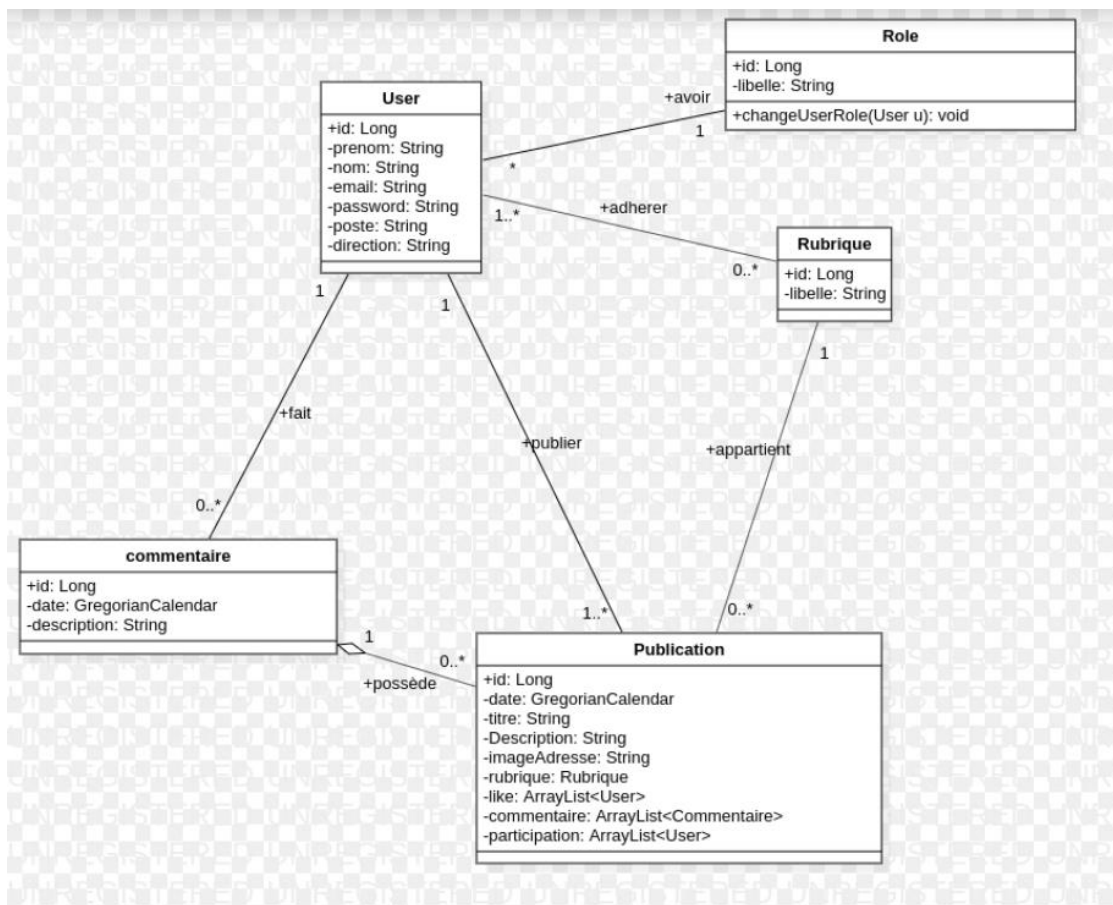 Role
+id: Long
-libelle: String
+changeUserRole(User u): void
User
+id: Long
-prenom: String
-nom: String
-email: String
-password: String
-poste: String
-direction: String
+avoir
1
*
+adherer
1..*
0..*
Rubrique
+id: Long
-libelle: String
1
1
1
+fait
+publier
+appartient
0..*
1..*
0..*
commentaire
+id: Long
-date: GregorianCalendar
-description: String
1
0..*
+possède
Publication
+id: Long
-date: GregorianCalendar
-titre: String
-Description: String
-imageAdresse: String
-rubrique: Rubrique
-like: ArrayList<User>
-commentaire: ArrayList<Commentaire>
-participation: ArrayList<User>
UNREGISTERED